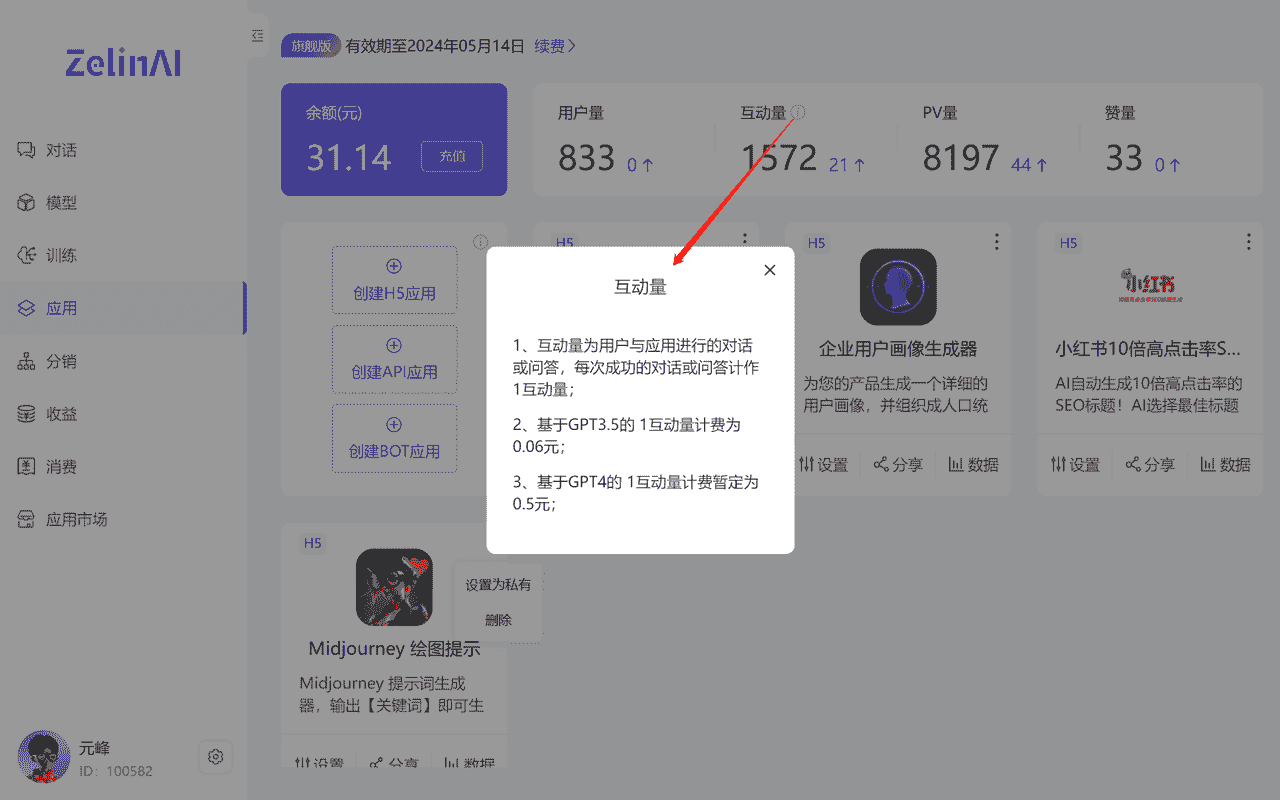 ZelinAI
对话
模型
训练
应用
分销
收益
消费
应用市场
元峰
ID：100582
旗舰版 有效期至2024年05月14日 续费
余额(元)
31.14 充值
用户量
833 0
互动量
1572 21
PV量
8197 44
赞量
33 0
创建H5应用
创建API应用
创建BOT应用
H5
互动量
1、互动量为用户与应用进行的对话
或问答，每次成功的对话或问答计作
1互动量；
2、基于GPT3.5的 1互动量计费为
0.06元；
3、基于GPT4的 1互动量计费暂定为
0.5元；
H5
企业用户画像生成器
为您的产品生成一个详细的
用户画像，并组织成人口统
设置 分享 数据
H5
小红书
小红书10倍高点击率S...
AI自动生成10倍高点击率的
SEO标题！AI选择最佳标题
设置 分享 数据
H5
设置为私有
删除
Midjourney 绘图提示
Midjourney 提示词生成
器，输出【关键词】即可生
设置 分享 数据